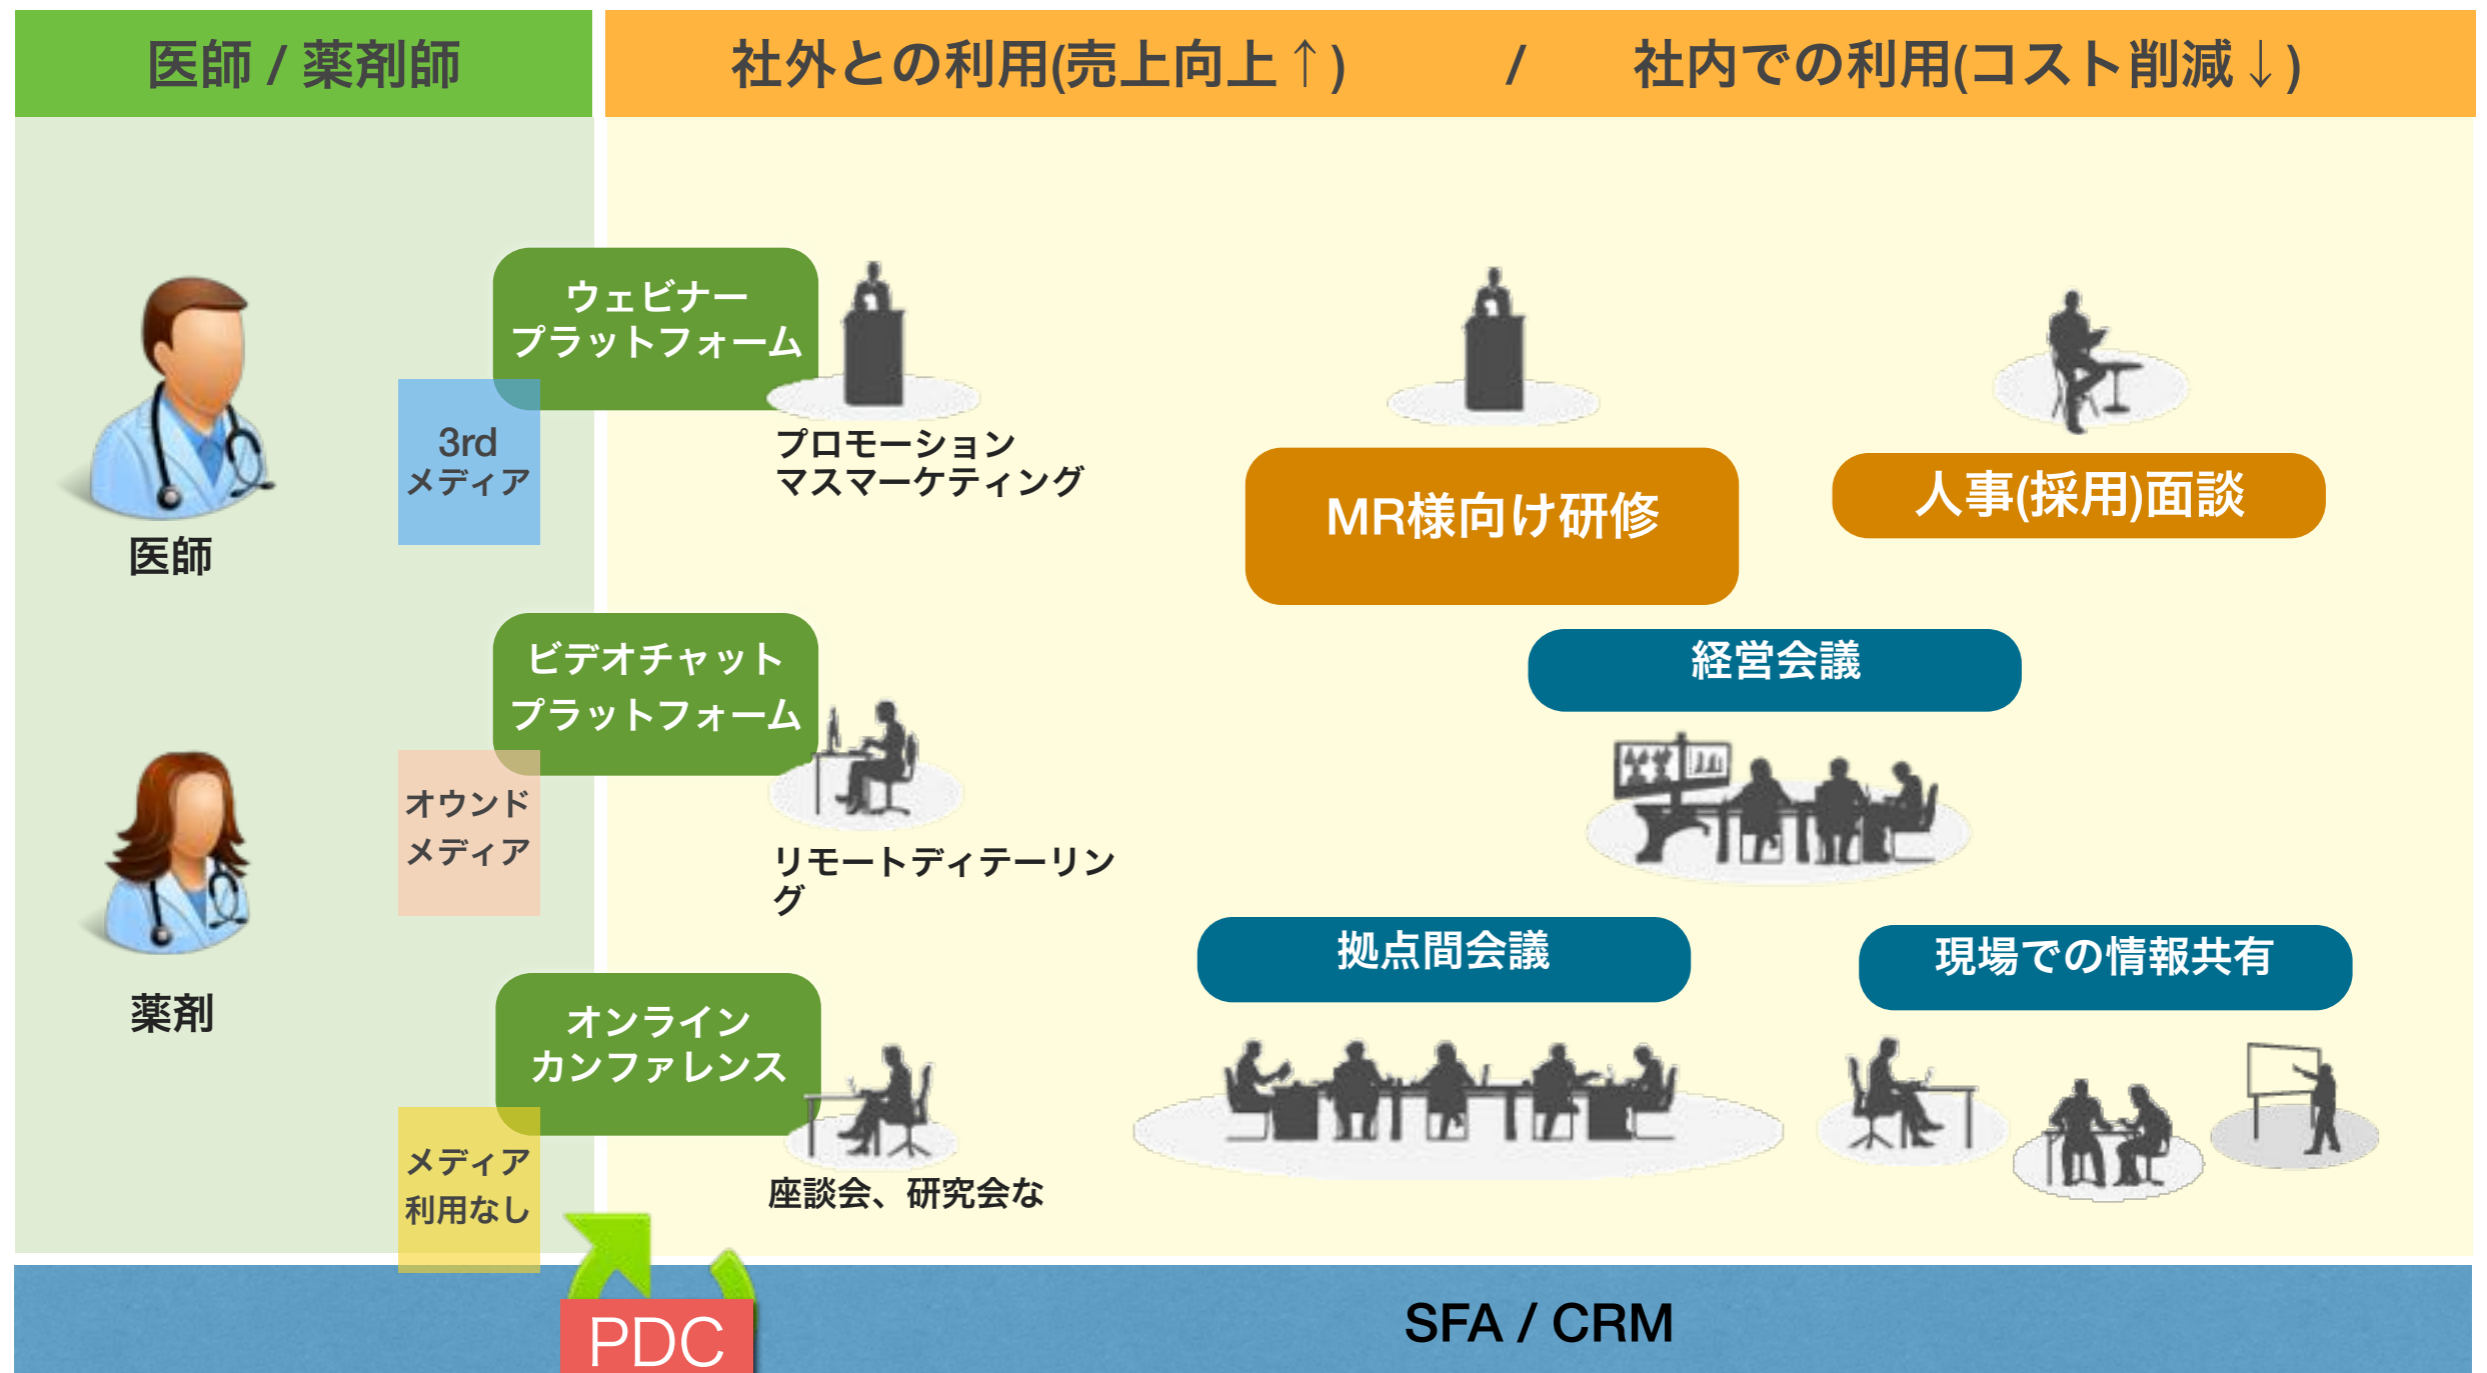 医師 / 薬剤師
社外との利用(売上向上↑) / 社内での利用(コスト削減↓)
ウェビナー
プラットフォーム
3rd
メディア
プロモーション
マスマーケティング
医師
MR様向け研修
人事(採用)面談
ビデオチャット
プラットフォーム
オウンド
メディア
リモートディテーリン
グ
薬剤
経営会議
拠点間会議
現場での情報共有
オンライン
カンファレンス
メディア
利用なし
座談会、研究会な
PDC
SFA / CRM